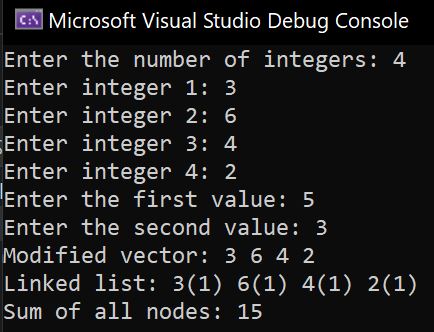 Microsoft Visual Studio Debug Console
Enter the number of integers: 4
Enter integer 1: 3
Enter integer 2: 6
Enter integer 3: 4
Enter integer 4: 2
Enter the first value: 5
Enter the second value: 3
Modified vector: 3 6 4 2
Linked list: 3(1) 6(1) 4(1) 2(1)
Sum of all nodes: 15